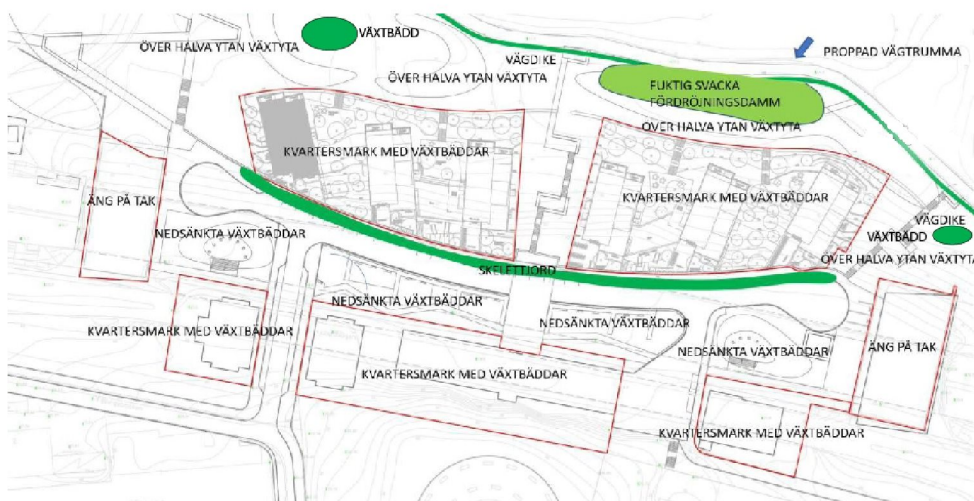 VÄXTBÄDD
ÖVER HALVA YTAN VÄXTYTA
VÄGDIKE
ÖVER HALVA YTAN VÄXTYTA
PROPPAD VÄGTRUMMA
FUKTIG SVACKA
FÖRDRÖJNINGSDAMM
ÖVER HALVA YTAN VÄXTYTA
KVARTERSMARK MED VÄXTBÄDDAR
KVARTERSMARK MED VÄXTBÄDDAR
ÄNG PÅ TAK
NEDSÄNKTA VÄXTBÄDDAR
VÄGDIKE
VÄXTBÄDD
ÖVER HALVA YTAN VÄXTYTA
SKELETTJORD
NEDSÄNKTA VÄXTBÄDDAR
NEDSÄNKTA VÄXTBÄDDAR
KVARTERSMARK MED VÄXTBÄDDAR
NEDSÄNKTA VÄXTBÄDDAR
ÄNG PÅ TAK
KVARTERSMARK MED VÄXTBÄDDAR
KVARTERSMARK MED VÄXTBÄDDAR